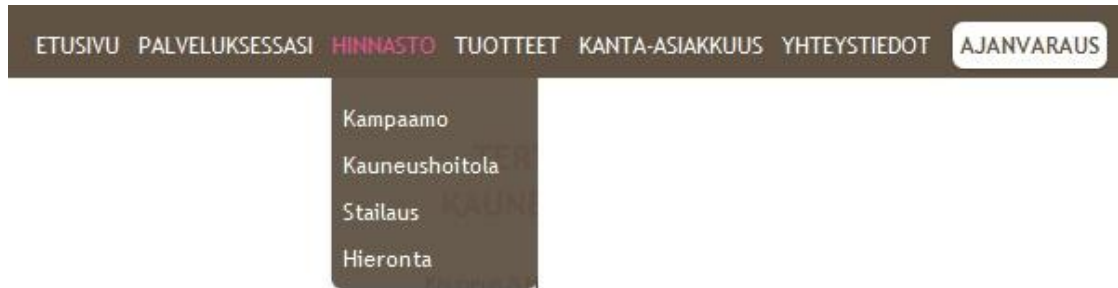 ETUSIVU PALVELUKSESSASI HINNASTO TUOTTEET KANTA-ASIAKKUUS YHTEYSTIEDOT AJANVARAUS
Kampaamo
Kauneushoitola
Stailaus
Hieronta